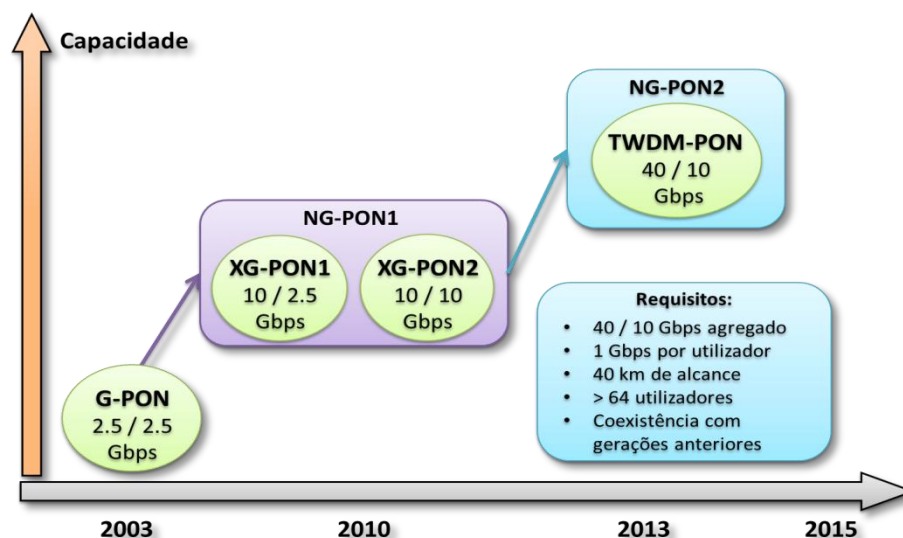 Capacidade
NG-PON2
TWDM-PON
40 / 10
Gbps
NG-PON1
XG-PON1
10 / 2.5
Gbps
XG-PON2
10 / 10
Gbps
Requisitos:
• 40 / 10 Gbps agregado
• 1 Gbps por utilizador
• 40 km de alcance
• > 64 utilizadores
• Coexistência com
gerações anteriores
G-PON
2.5 / 2.5
Gbps
2003
2010
2013
2015